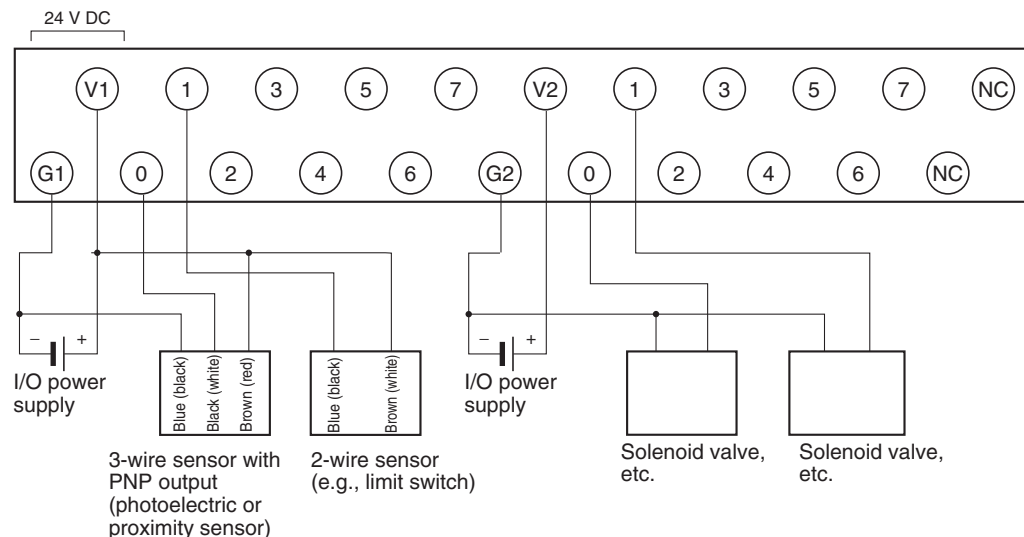 24 V DC
V1 1 3 5 7 V2 1 3 5 7 NC
G1 0 2 4 6 G2 0 2 4 6 NC
− +
I/O power
supply
Blue (black)
Black (white)
Brown (red)
3-wire sensor with
PNP output
(photoelectric or
proximity sensor)
Blue (black)
Brown (white)
2-wire sensor
(e.g., limit switch)
− +
I/O power
supply
Solenoid valve,
etc.
Solenoid valve,
etc.